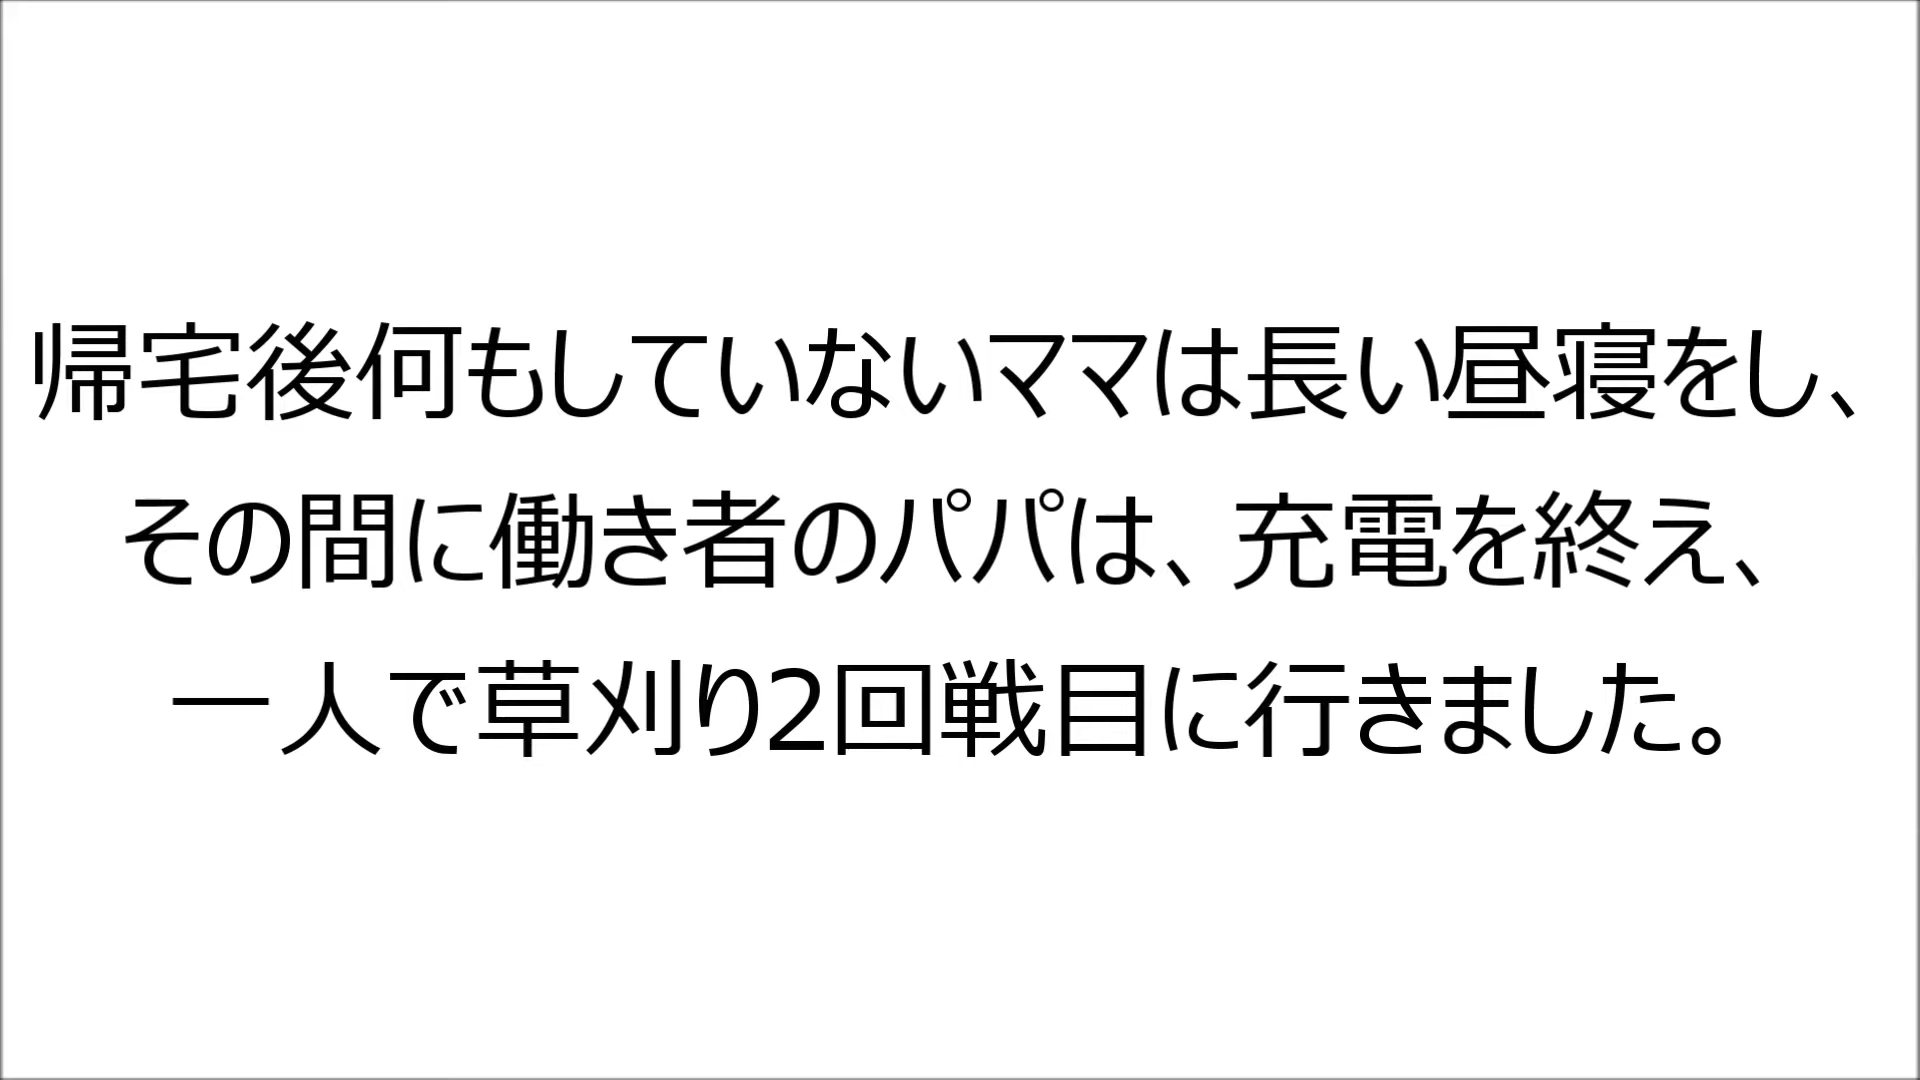 帰宅後何もしていないママは長い昼寝をし、
その間に働き者のパパは、充電を終え、
一人で草刈り2回戦目に行きました。